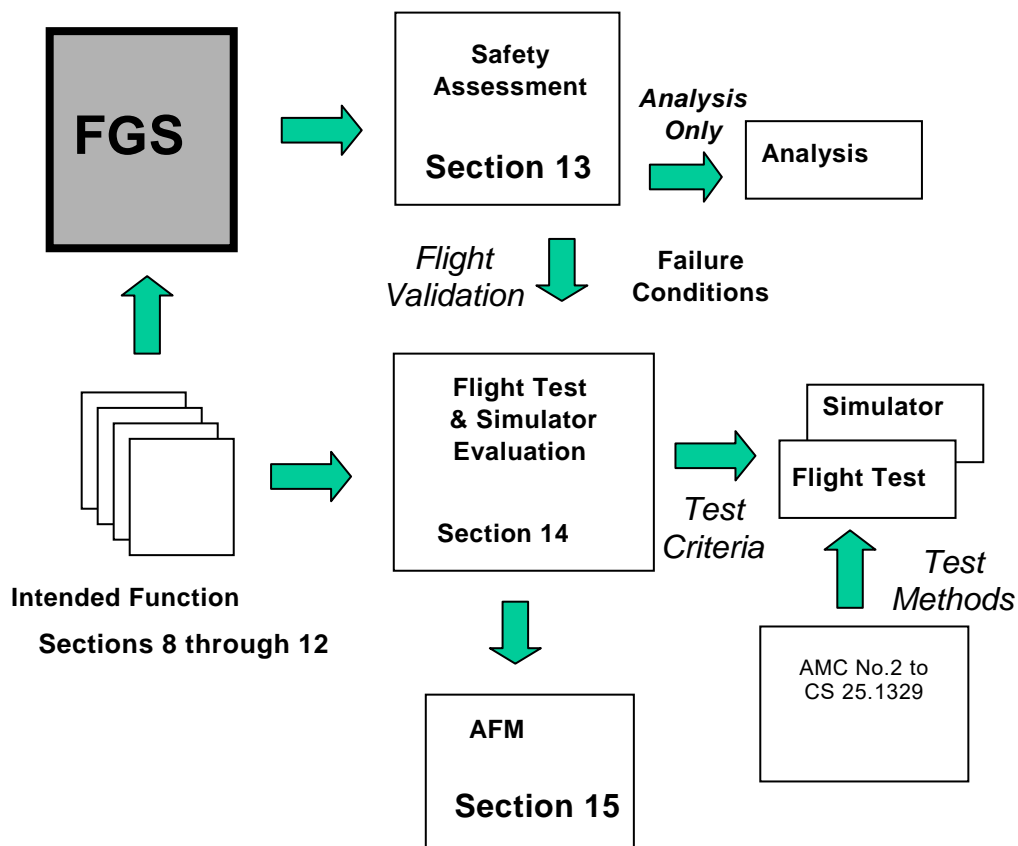 FGS
Safety
Assessment
Section 13
Analysis
Only
Analysis
Flight
Validation
Failure
Conditions
Flight Test
& Simulator
Evaluation
Section 14
Simulator
Flight Test
Test
Criteria
Test
Methods
Intended Function
Sections 8 through 12
AMC No.2 to
CS 25.1329
AFM
Section 15